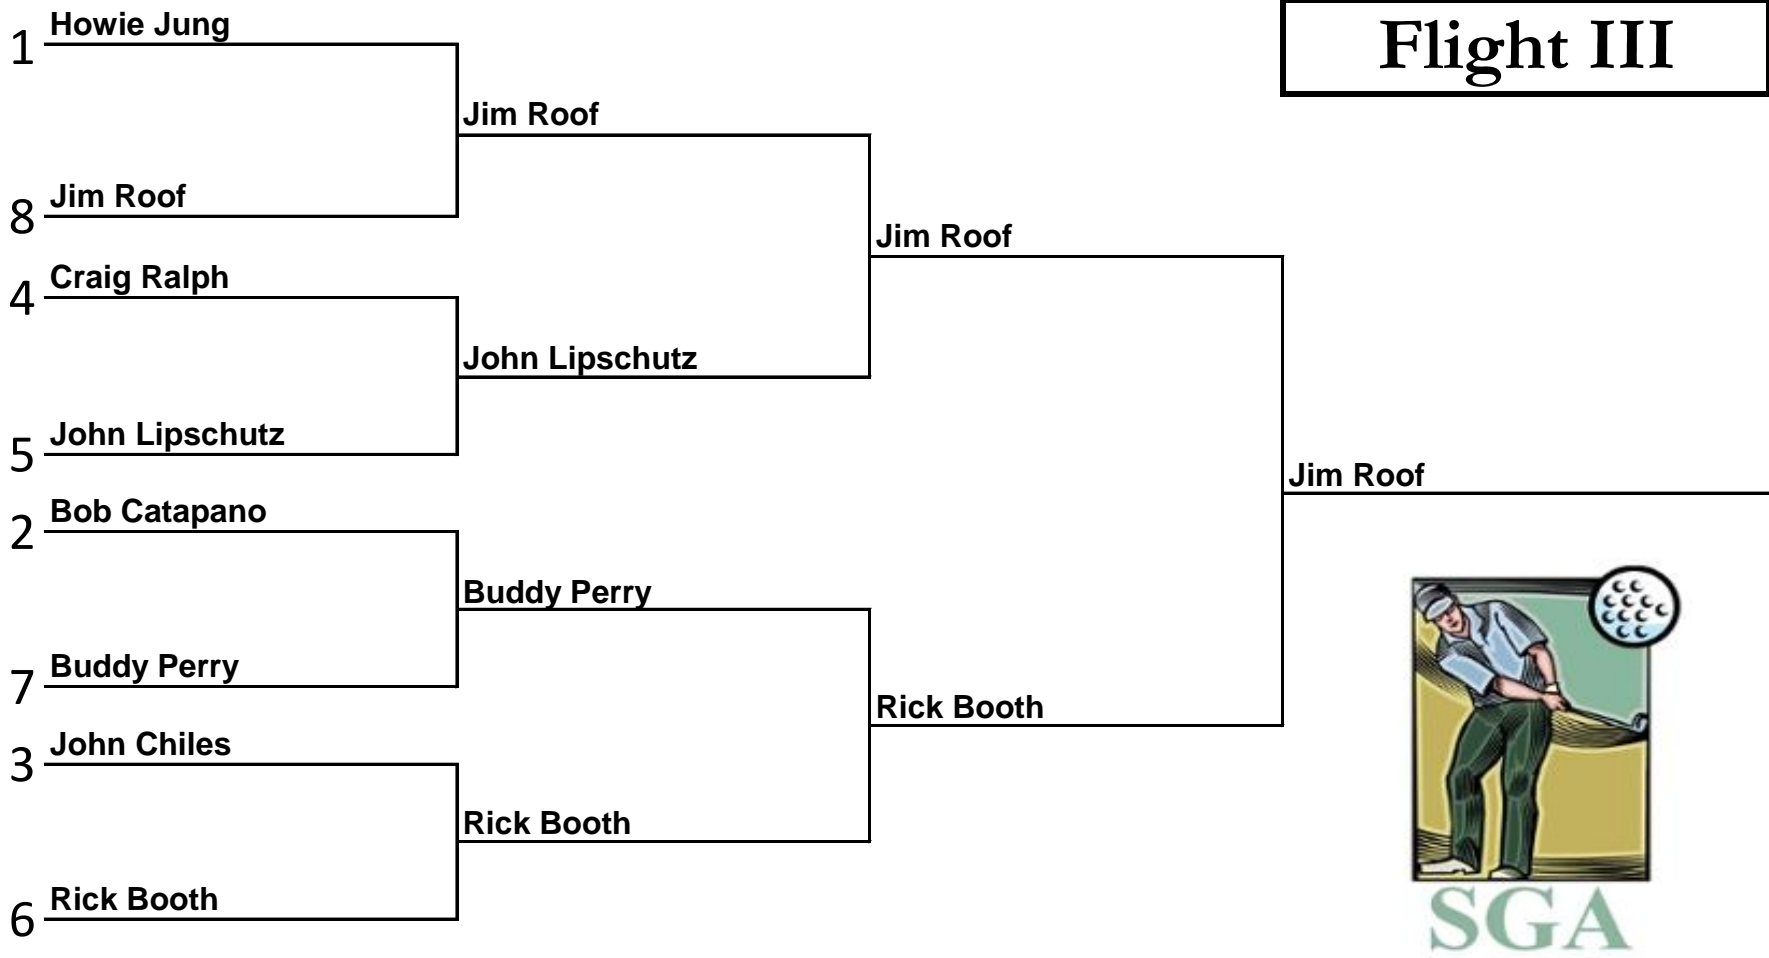 Flight III
1 Howie Jung
Jim Roof
8 Jim Roof
Jim Roof
4 Craig Ralph
John Lipschutz
5 John Lipschutz
Jim Roof
2 Bob Catapano
Buddy Perry
7 Buddy Perry
Rick Booth
3 John Chiles
Rick Booth
6 Rick Booth
SGA